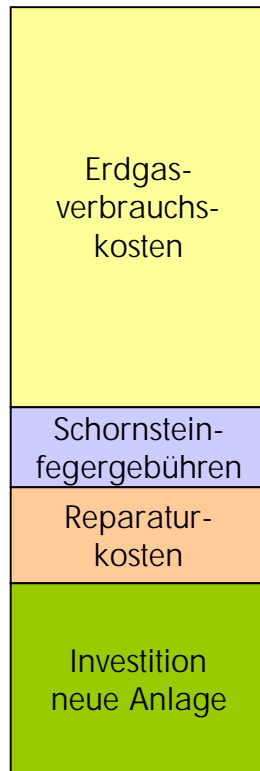 Erdgas-
verbrauchs-
kosten
Schornstein-
fegergebühren
Reparatur-
kosten
Investition
neue Anlage